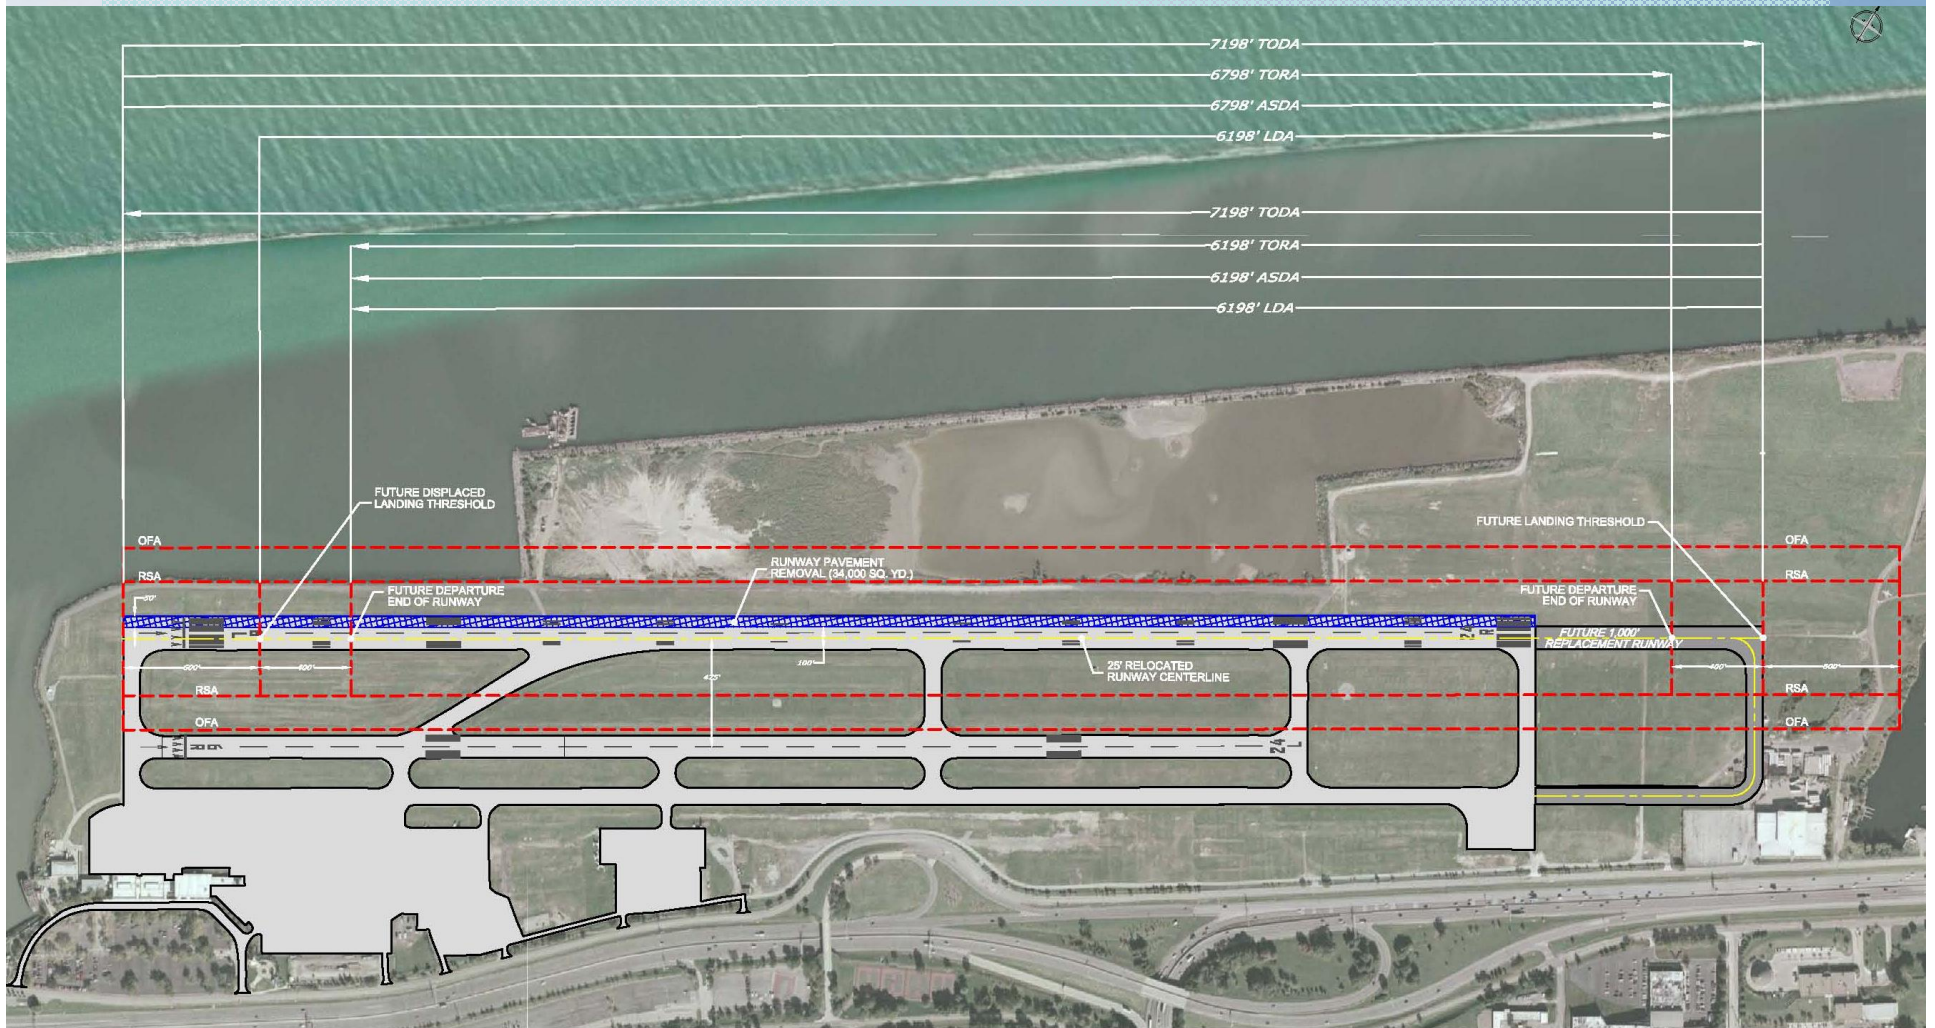 7198' TODA
6798' TORA
6798' ASDA
6198' LDA
7198' TODA
6198' TORA
6198' ASDA
6198' LDA
FUTURE DISPLACED
LANDING THRESHOLD
FUTURE LANDING THRESHOLD
OFA
OFA
RUNWAY PAVEMENT
REMOVAL (34,000 SQ. YD.)
RSA
RSA
FUTURE DEPARTURE
END OF RUNWAY
FUTURE DEPARTURE
END OF RUNWAY
50'
24
FUTURE 1,000'
REPLACEMENT RUNWAY
600'
400'
100'
425'
25' RELOCATED
RUNWAY CENTERLINE
400'
600'
RSA
RSA
OFA
OFA
24
L